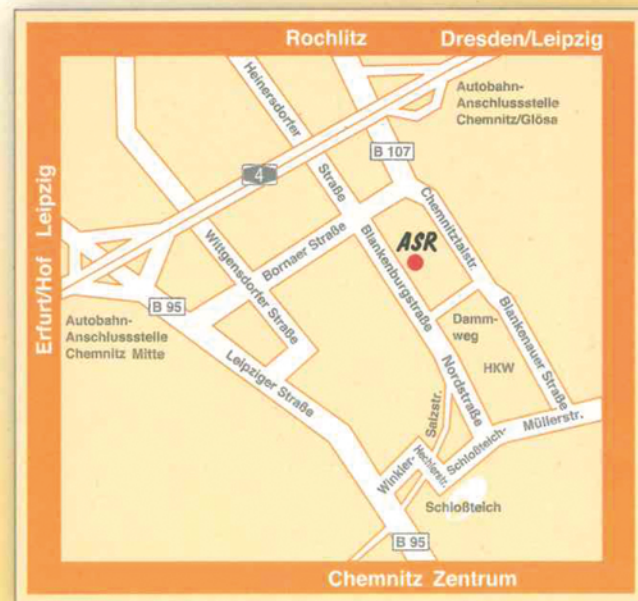 Rochlitz
Dresden/Leipzig
Erfurt/Hof Leipzig
Autobahn-
Anschlussstelle
Chemnitz/Glösa
Heinersdorfer
Straße
B 107
4
Chemnitztalstr.
Wittgensdorfer Straße
Bornaer Straße
ASR
Blankenburgstraße
B 95
Autobahn-
Anschlussstelle
Chemnitz Mitte
Leipziger Straße
Damm-
weg
Blankenauer Straße
HKW
Nordstraße
Salzstr.
Müllerstr.
Schloßteich-
Winkler-
Hechlerstr.
Schloßteich
B 95
Chemnitz Zentrum